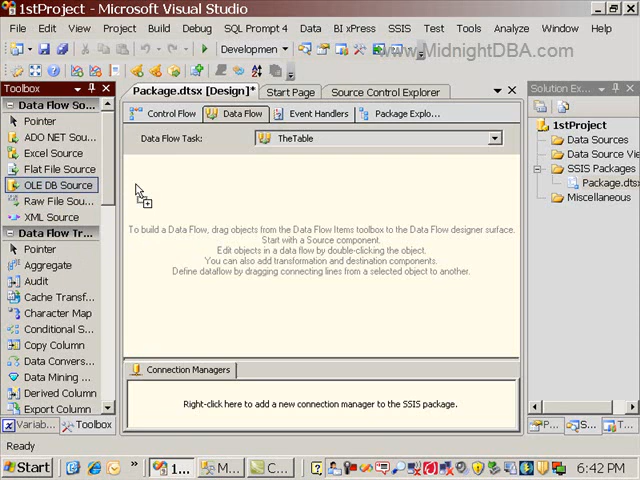 1stProject - Microsoft Visual Studio
File Edit View Project Build Debug SQL Prompt 4 Data BI xPress SSIS Test Tools Analyze Window Help
Developmen
www.MidnightDBA.com
Toolbox
Package.dtsx [Design]* Start Page Source Control Explorer
Solution Ex...
Data Flow So...
Pointer
ADO NET Sou...
Excel Source
Flat File Source
OLE DB Source
Raw File Sou...
XML Source
Data Flow Tr...
Pointer
Aggregate
Audit
Cache Transf...
Character Map
Conditional S...
Copy Column
Data Convers...
Data Mining ...
Derived Column
Export Column
Control Flow Data Flow Event Handlers Package Explo...
Data Flow Task: TheTable
To build a Data Flow, drag objects from the Data Flow Items toolbox to the Data Flow designer surface.
Start with a Source component.
Edit objects in a data flow by double-clicking the object.
You can also add transformation and destination components.
Define dataflow by dragging connecting lines from a selected object to another.
Connection Managers
Right-click here to add a new connection manager to the SSIS package.
1stProject
Data Sources
Data Source Vie
SSIS Packages
Package.dtsx
Miscellaneous
Variab... Toolbox
P... S... T...
Ready
Start 1... M... C... 6:42 PM